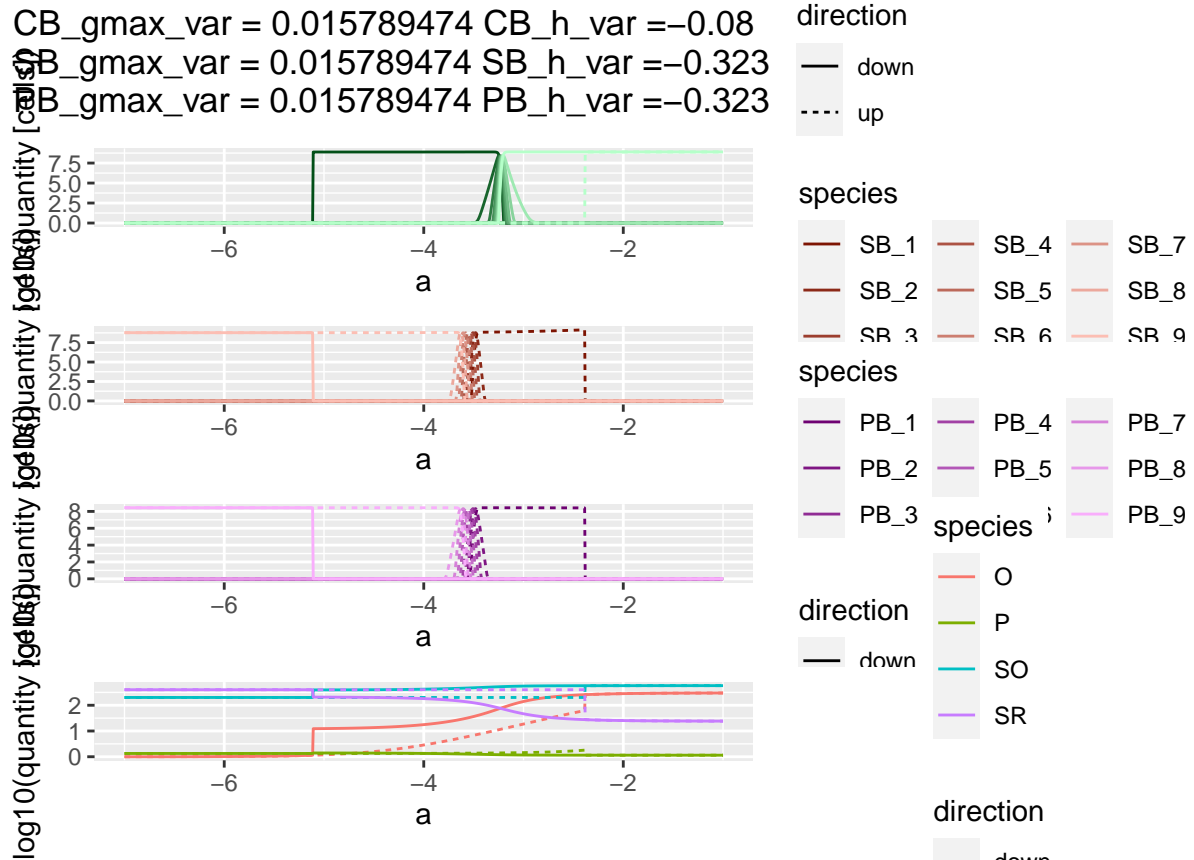 CB_gmax_var = 0.015789474 CB_h_var =−0.08
SB_gmax_var = 0.015789474 SB_h_var =−0.323
PB_gmax_var = 0.015789474 PB_h_var =−0.323
7.5
5.0
2.5
0.0
−6
−4
−2
a
7.5
5.0
2.5
0.0
−6
−4
−2
a
8
6
4
2
0
−6
−4
−2
a
log10(quantity
2
1
0
−6
−4
−2
a
direction
down
up
species
SB_1
SB_4
SB_7
SB_2
SB_5
SB_8
SB_3
SB_6
SB_9
species
PB_1
PB_4
PB_7
PB_2
PB_5
PB_8
PB_3
PB_9
direction
down
species
O
P
SO
SR
direction
down